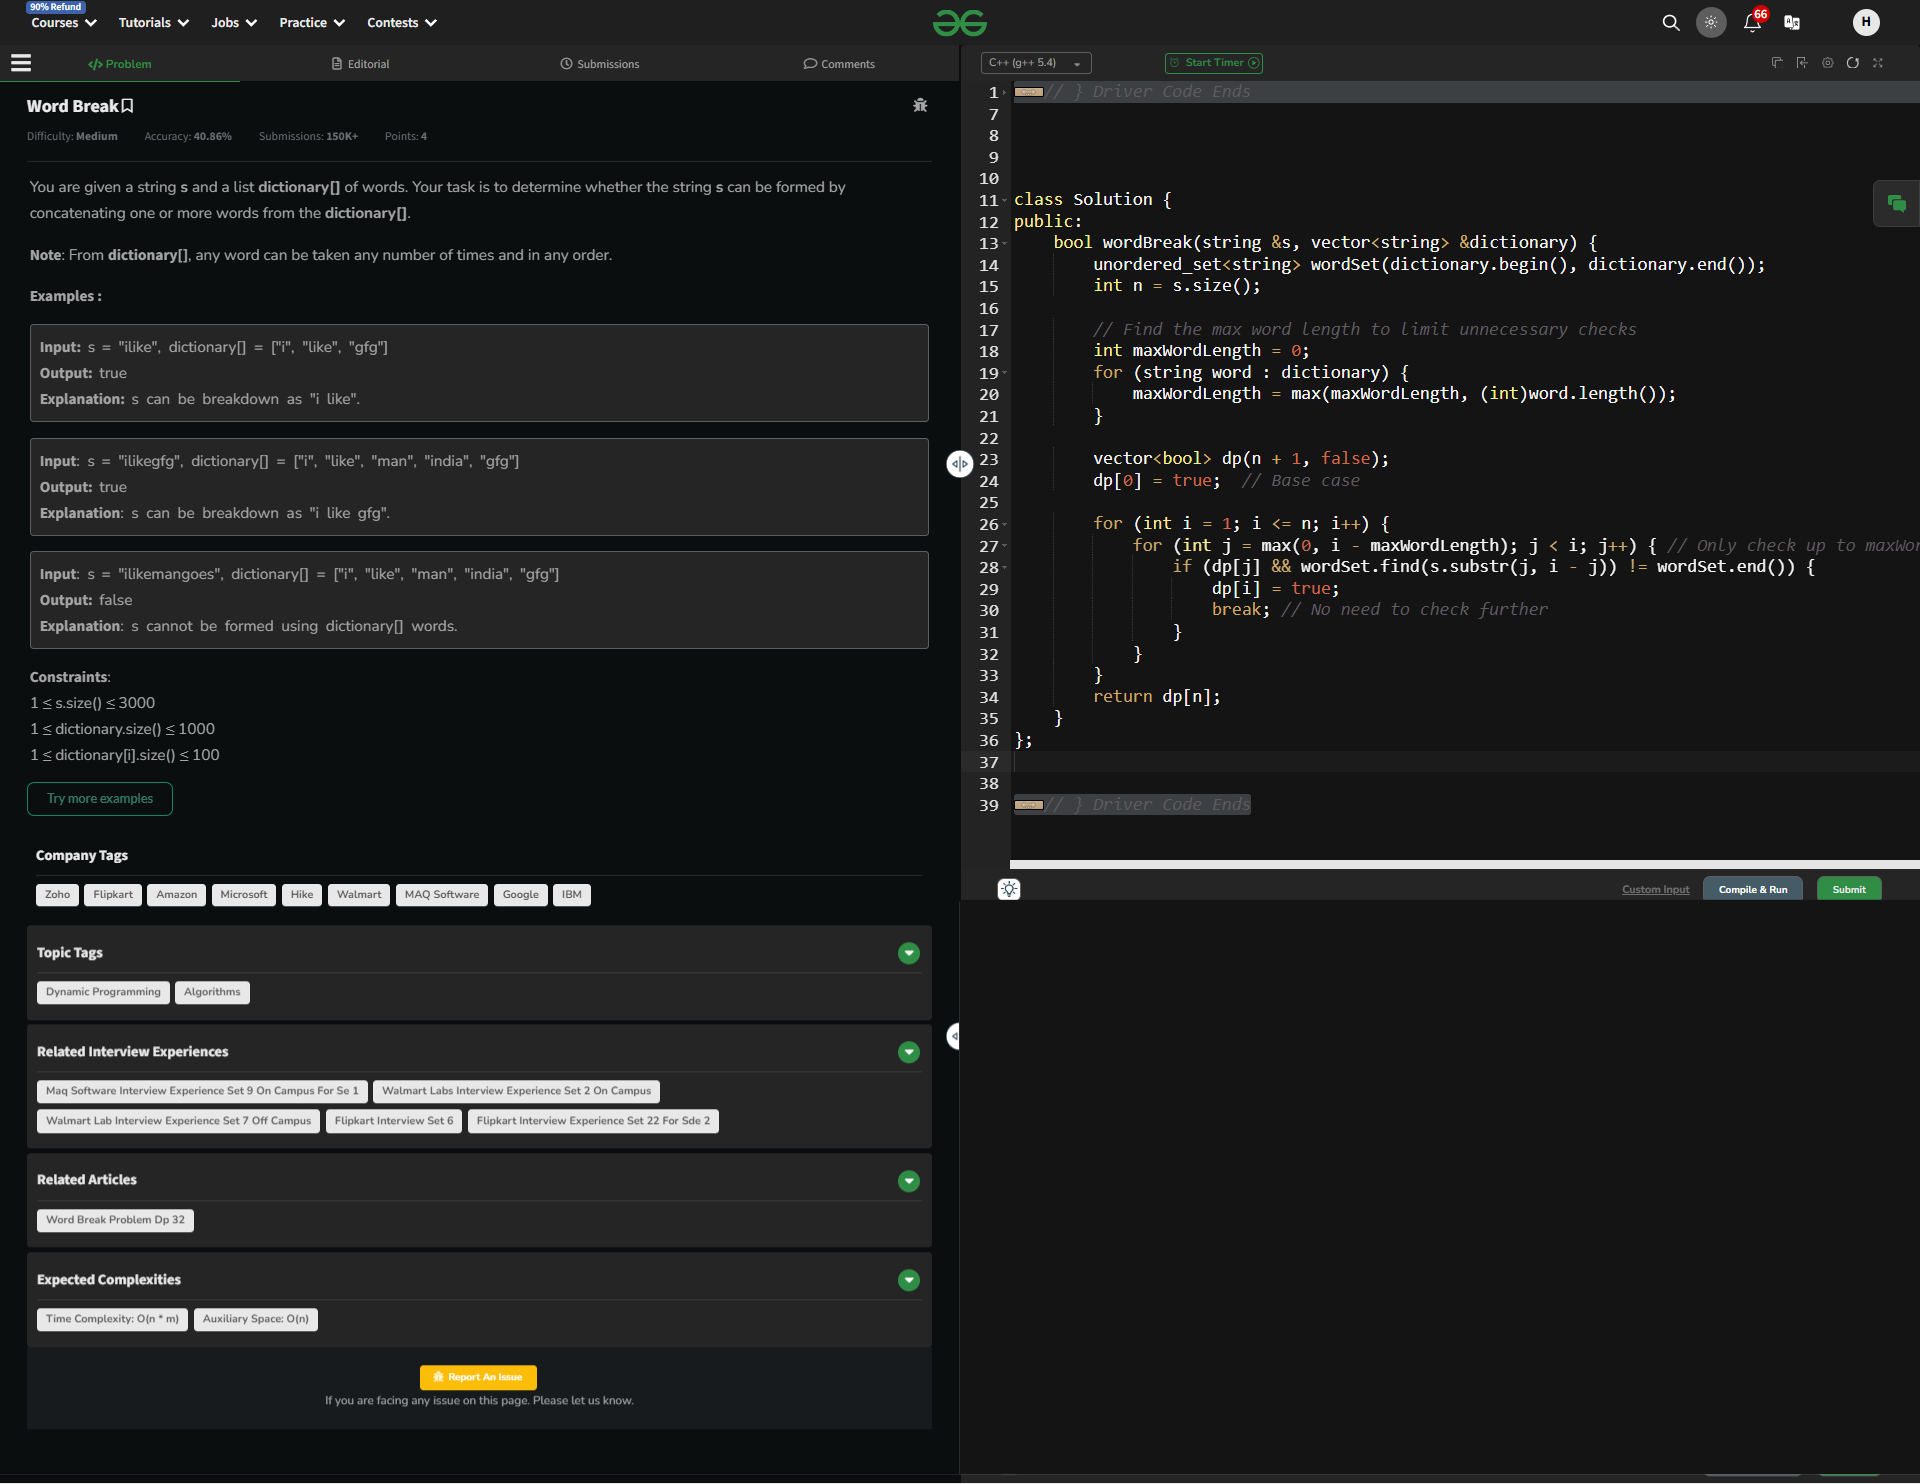 90% Refund
Courses
Tutorials
Jobs
Practice
Contests
66
H
Problem
Editorial
Submissions
Comments
Word Break
Difficulty: Medium
Accuracy: 40.86%
Submissions: 150K+
Points: 4
You are given a string s and a list dictionary[] of words. Your task is to determine whether the string s can be formed by
concatenating one or more words from the dictionary[].
Note: From dictionary[], any word can be taken any number of times and in any order.
Examples :
Input: s = "ilike", dictionary[] = ["i", "like", "gfg"]
Output: true
Explanation: s can be breakdown as "i like".
Input: s = "ilikegfg", dictionary[] = ["i", "like", "man", "india", "gfg"]
Output: true
Explanation: s can be breakdown as "i like gfg".
Input: s = "ilikemangoes", dictionary[] = ["i", "like", "man", "india", "gfg"]
Output: false
Explanation: s cannot be formed using dictionary[] words.
Constraints:
1 ≤ s.size() ≤ 3000
1 ≤ dictionary.size() ≤ 1000
1 ≤ dictionary[i].size() ≤ 100
Try more examples
Company Tags
Zoho
Flipkart
Amazon
Microsoft
Hike
Walmart
MAQ Software
Google
IBM
Topic Tags
Dynamic Programming
Algorithms
Related Interview Experiences
Maq Software Interview Experience Set 9 On Campus For Se 1
Walmart Labs Interview Experience Set 2 On Campus
Walmart Lab Interview Experience Set 7 Off Campus
Flipkart Interview Set 6
Flipkart Interview Experience Set 22 For Sde 2
Related Articles
Word Break Problem Dp 32
Expected Complexities
Time Complexity: O(n * m)
Auxiliary Space: O(n)
Report An Issue
If you are facing any issue on this page. Please let us know.
C++ (g++ 5.4)
Start Timer
1 // } Driver Code Ends
7
8
9
10
11 class Solution {
12 public:
13     bool wordBreak(string &s, vector<string> &dictionary) {
14         unordered_set<string> wordSet(dictionary.begin(), dictionary.end());
15         int n = s.size();
16
17         // Find the max word length to limit unnecessary checks
18         int maxWordLength = 0;
19         for (string word : dictionary) {
20             maxWordLength = max(maxWordLength, (int)word.length());
21         }
22
23         vector<bool> dp(n + 1, false);
24         dp[0] = true;  // Base case
25
26         for (int i = 1; i <= n; i++) {
27             for (int j = max(0, i - maxWordLength); j < i; j++) { // Only check up to maxWor
28                 if (dp[j] && wordSet.find(s.substr(j, i - j)) != wordSet.end()) {
29                     dp[i] = true;
30                     break; // No need to check further
31                 }
32             }
33         }
34         return dp[n];
35     }
36 };
37
38
39 // } Driver Code Ends
Custom Input
Compile & Run
Submit